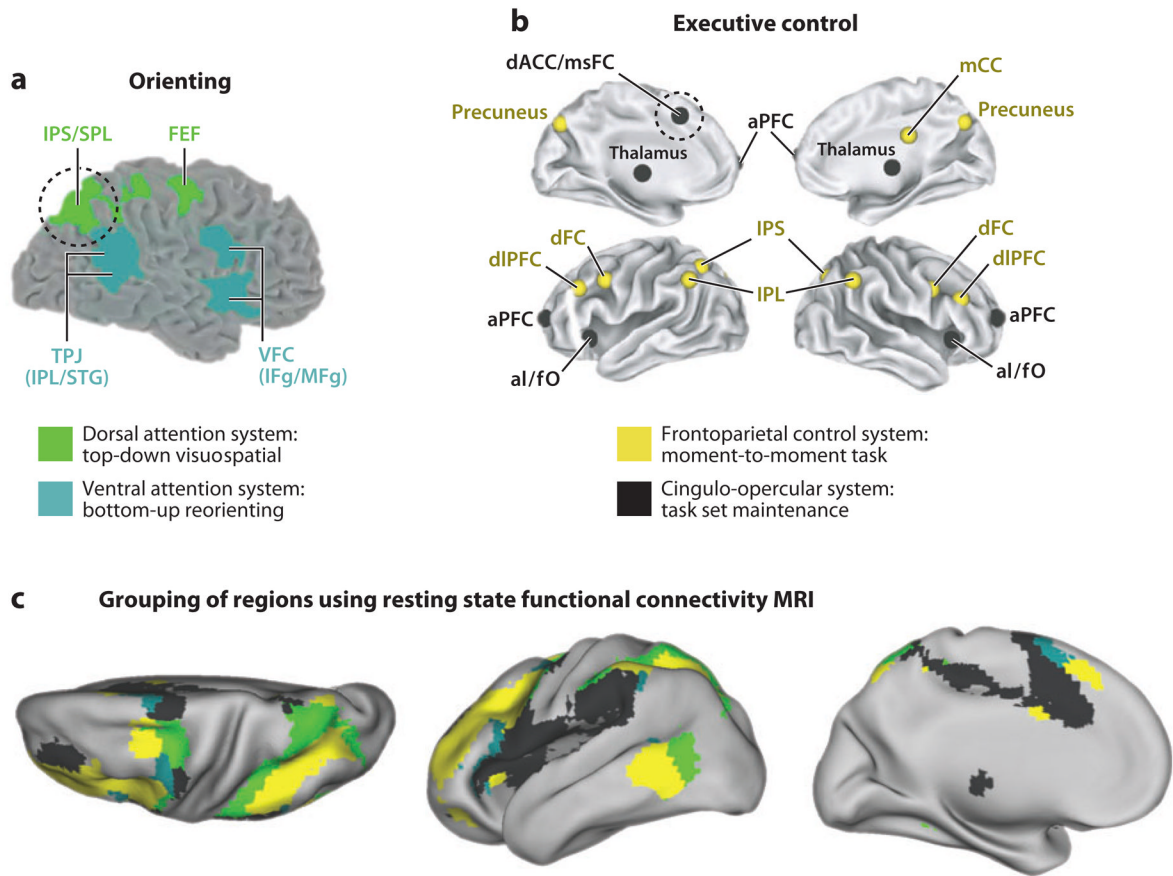 a
Orienting
IPS/SPL
FEF
TPJ
(IPL/STG)
VFC
(IFg/MFg)
Dorsal attention system:
top-down visuospatial
Ventral attention system:
bottom-up reorienting
b
Executive control
dACC/msFC
mCC
Precuneus
aPFC
Precuneus
Thalamus
Thalamus
dFC
IPS
dFC
dlPFC
IPL
dlPFC
aPFC
aPFC
aI/fO
aI/fO
Frontoparietal control system:
moment-to-moment task
Cingulo-opercular system:
task set maintenance
c
Grouping of regions using resting state functional connectivity MRI